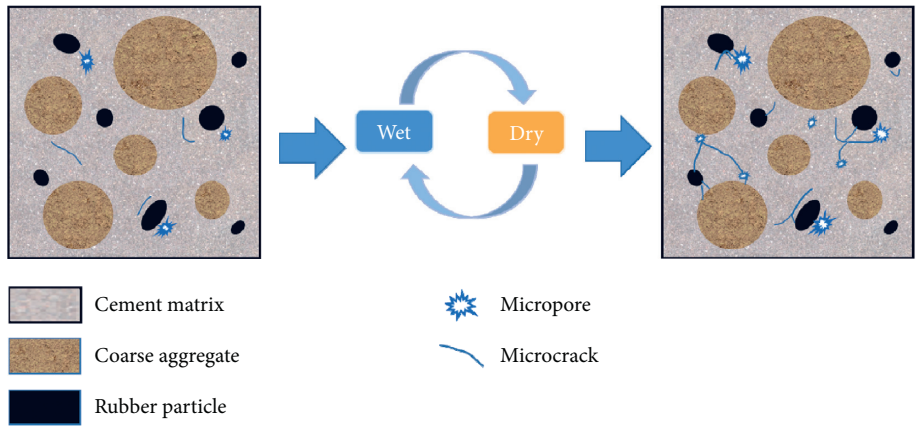 Wet
Dry
Cement matrix
Coarse aggregate
Rubber particle
Micropore
Microcrack